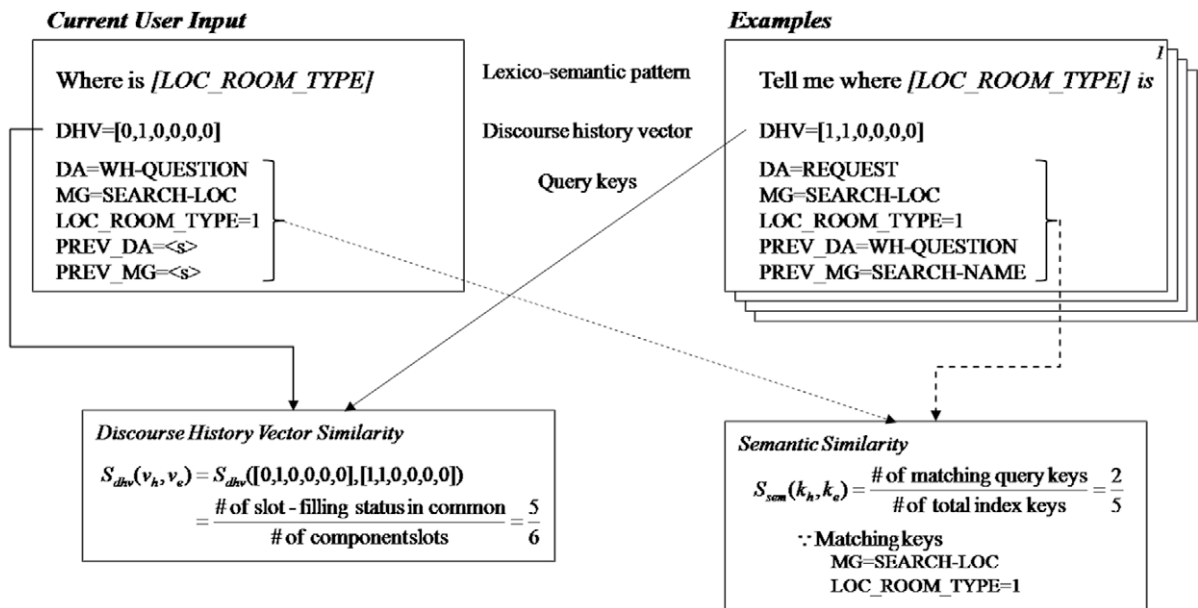 Current User Input
Where is [LOC_ROOM_TYPE]
DHV=[0,1,0,0,0,0]
DA=WH-QUESTION
MG=SEARCH-LOC
LOC_ROOM_TYPE=1
PREV_DA=<s>
PREV_MG=<s>
Lexico-semantic pattern
Discourse history vector
Query keys
Examples
1
Tell me where [LOC_ROOM_TYPE] is
DHV=[1,1,0,0,0,0]
DA=REQUEST
MG=SEARCH-LOC
LOC_ROOM_TYPE=1
PREV_DA=WH-QUESTION
PREV_MG=SEARCH-NAME
Discourse History Vector Similarity
S_dhv(v_h, v_e) = S_dhv([0,1,0,0,0,0],[1,1,0,0,0,0])
= # of slot - filling status in common / # of componentslots = 5/6
Semantic Similarity
S_sem(k_h, k_e) = # of matching query keys / # of total index keys = 2/5
∵ Matching keys
MG=SEARCH-LOC
LOC_ROOM_TYPE=1